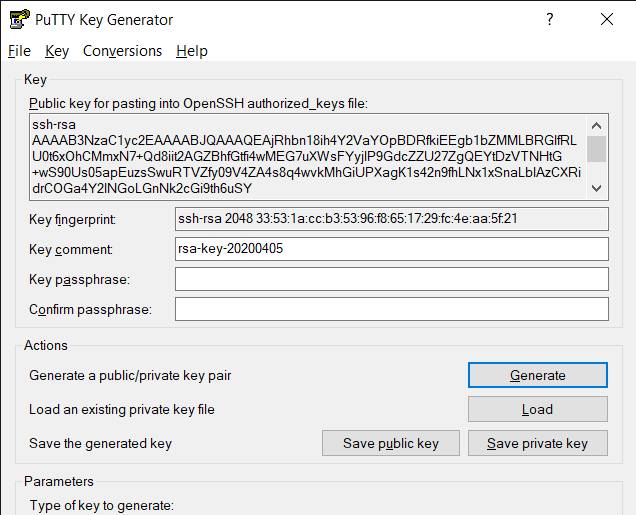 PuTTY Key Generator
? ×
File Key Conversions Help
Key
Public key for pasting into OpenSSH authorized_keys file:
ssh-rsa
AAAAB3NzaC1yc2EAAAABJQAAAQEAjRhbn18ih4Y2VaYOpBDRfkiEEgb1bZMMLBRGlfRL
U0t6xOhCMmxN7+Qd8iit2AGZBhfGtfi4wMEG7uXWsFYyjlP9GdcZZU27ZgQEYtDzVTNHtG
+wS90Us05apEuzsSwuRTVZfy09V4ZA4s8q4wvkMhGiUPXagK1s42n9fhLNx1xSnaLblAzCXRi
drCOGa4Y2lNGoLGnNk2cGi9th6uSY
Key fingerprint: ssh-rsa 2048 33:53:1a:cc:b3:53:96:f8:65:17:29:fc:4e:aa:5f:21
Key comment: rsa-key-20200405
Key passphrase:
Confirm passphrase:
Actions
Generate a public/private key pair Generate
Load an existing private key file Load
Save the generated key Save public key Save private key
Parameters
Type of key to generate: